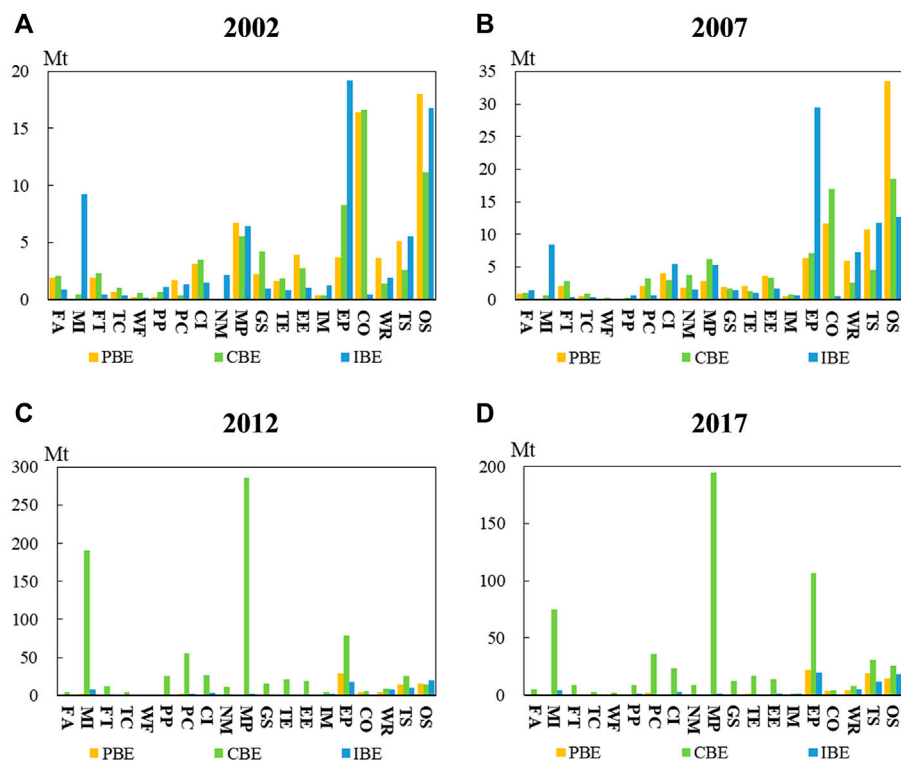 A
2002
Mt
20
15
10
5
0
FA MI FT TC WF PP PC CI NM MP GS TE EE IM EP CO WR TS OS
PBE CBE IBE
B
2007
Mt
35
30
25
20
15
10
5
0
FA MI FT TC WF PP PC CI NM MP GS TE EE IM EP CO WR TS OS
PBE CBE IBE
C
2012
Mt
300
250
200
150
100
50
0
FA MI FT TC WF PP PC CI NM MP GS TE EE IM EP CO WR TS OS
PBE CBE IBE
D
2017
Mt
200
150
100
50
0
FA MI FT TC WF PP PC CI NM MP GS TE EE IM EP CO WR TS OS
PBE CBE IBE